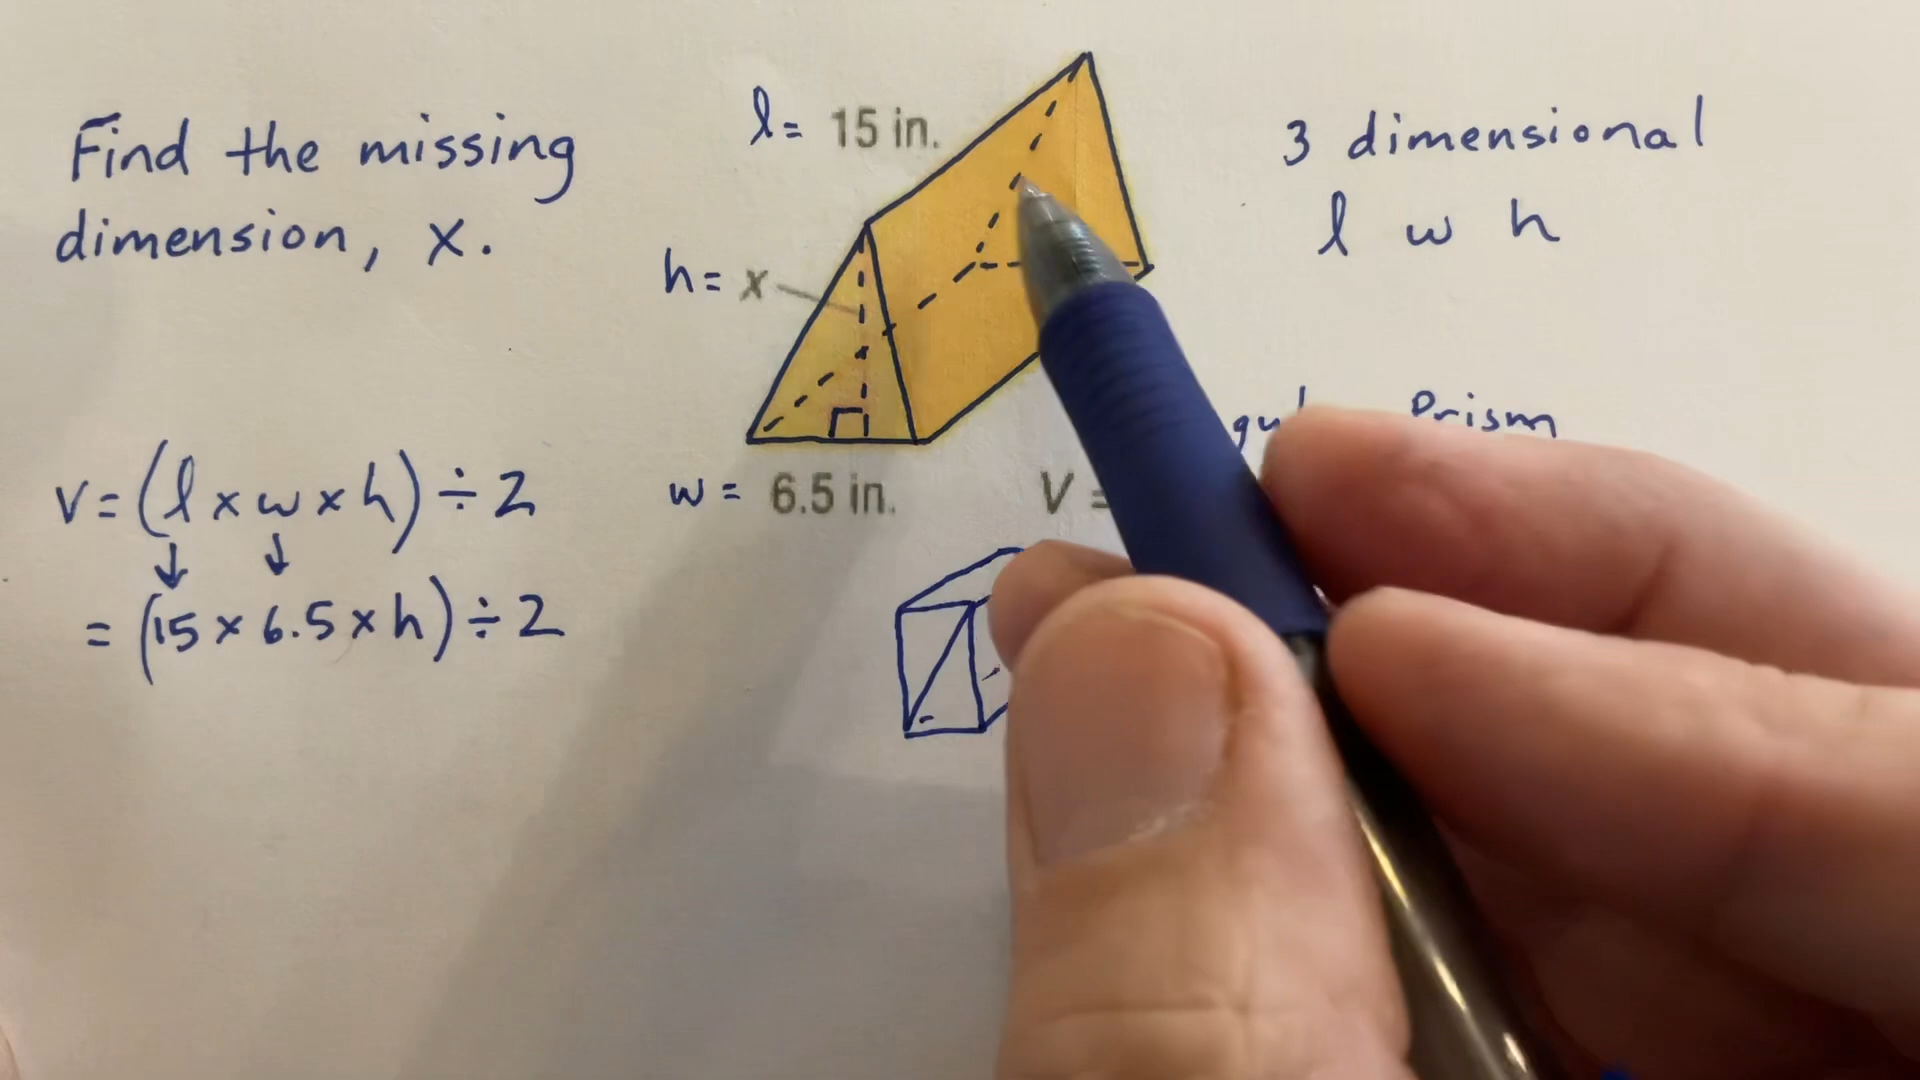 Find the missing
dimension, x.
l = 15 in.
h = x
w = 6.5 in.
3 dimensional
l w h
Prism
V =
V = (l x w x h) ÷ 2
= (15 x 6.5 x h) ÷ 2